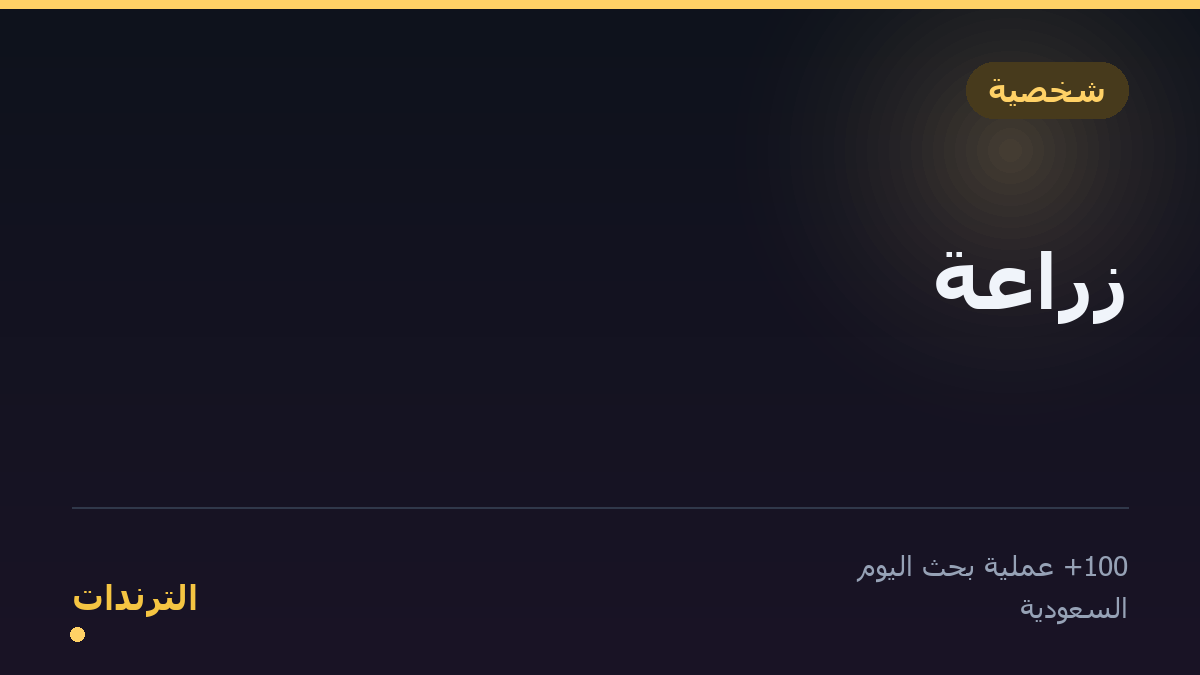 شخصية
زراعة
100+ عملية بحث اليوم
السعودية
الترندات